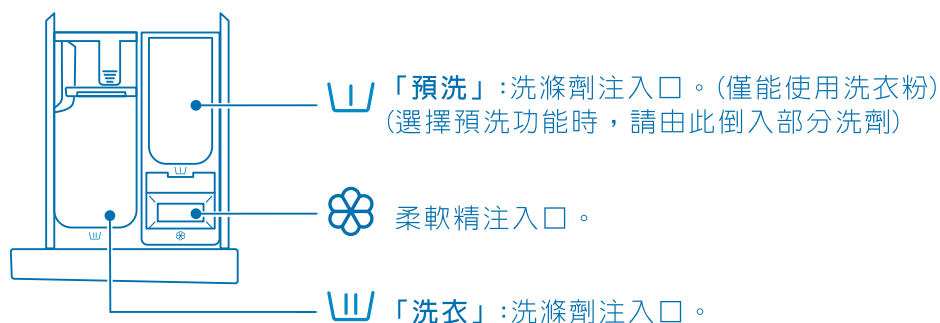 「預洗」:洗滌劑注入口。(僅能使用洗衣粉)
(選擇預洗功能時，請由此倒入部分洗劑)
柔軟精注入口。
「洗衣」:洗滌劑注入口。